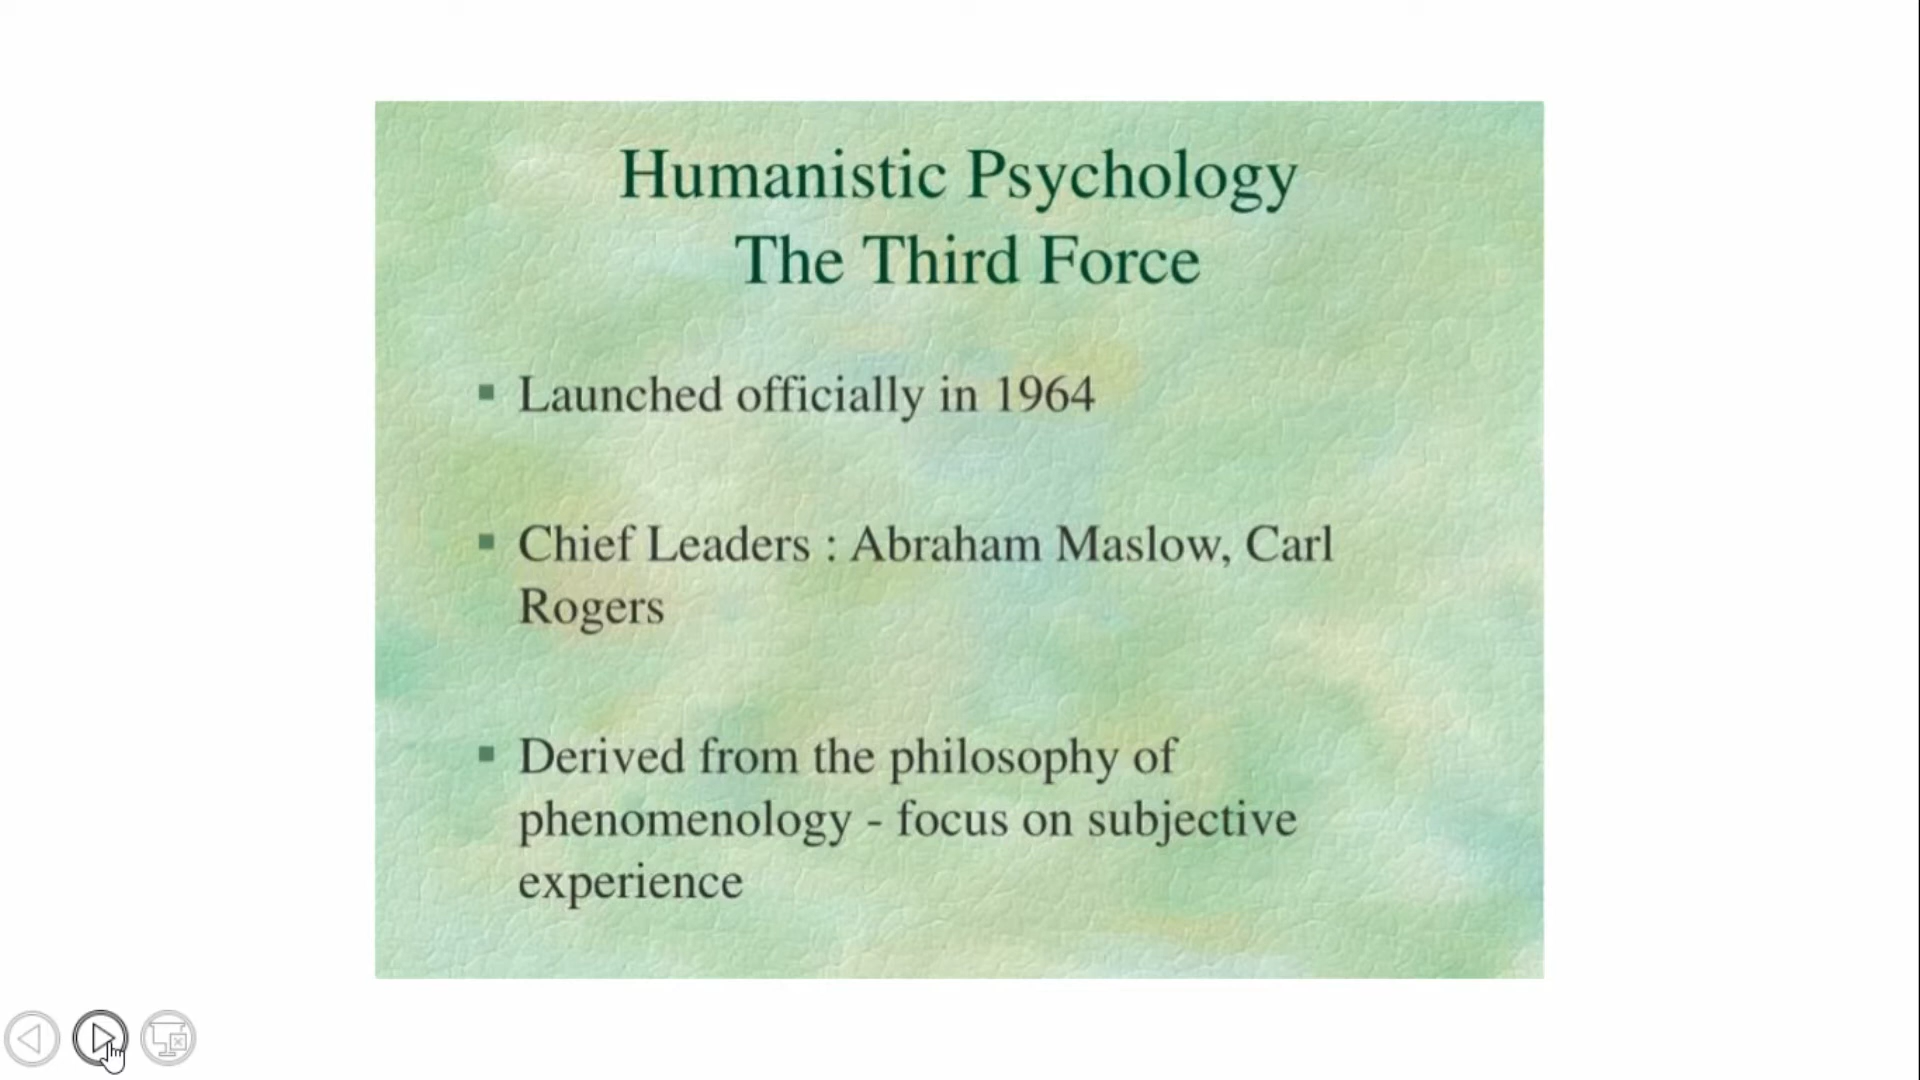 Humanistic Psychology
The Third Force
Launched officially in 1964
Chief Leaders : Abraham Maslow, Carl
Rogers
Derived from the philosophy of
phenomenology - focus on subjective
experience